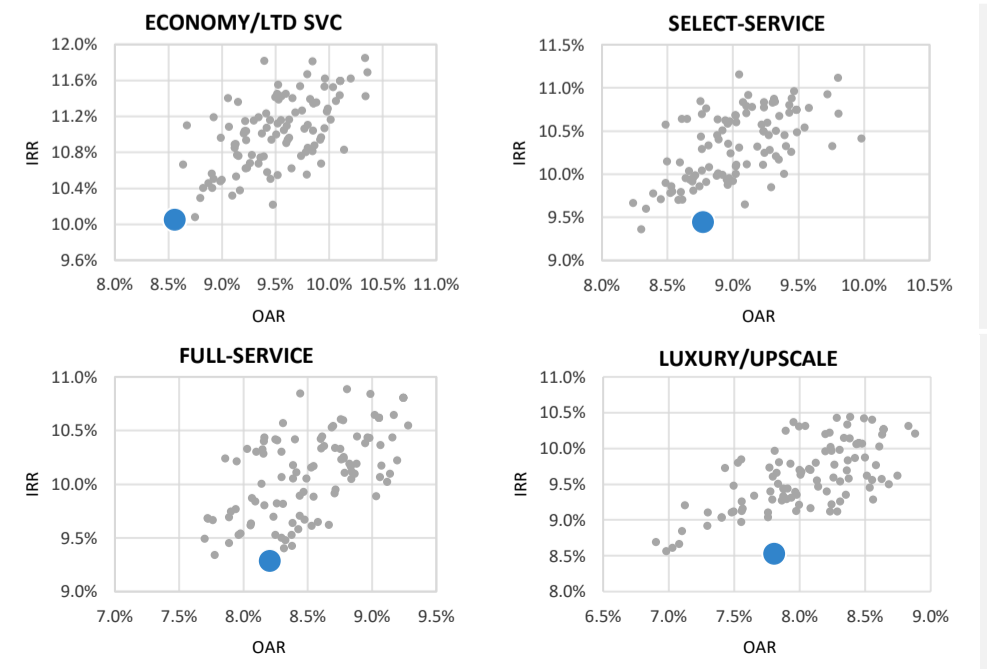 ECONOMY/LTD SVC
12.0%
11.6%
11.2%
10.8%
10.4%
10.0%
9.6%
IRR
8.0% 8.5% 9.0% 9.5% 10.0% 10.5% 11.0%
OAR
SELECT-SERVICE
11.5%
11.0%
10.5%
10.0%
9.5%
9.0%
IRR
8.0% 8.5% 9.0% 9.5% 10.0% 10.5%
OAR
FULL-SERVICE
11.0%
10.5%
10.0%
9.5%
9.0%
IRR
7.0% 7.5% 8.0% 8.5% 9.0% 9.5%
OAR
LUXURY/UPSCALE
11.0%
10.5%
10.0%
9.5%
9.0%
8.5%
8.0%
IRR
6.5% 7.0% 7.5% 8.0% 8.5% 9.0%
OAR